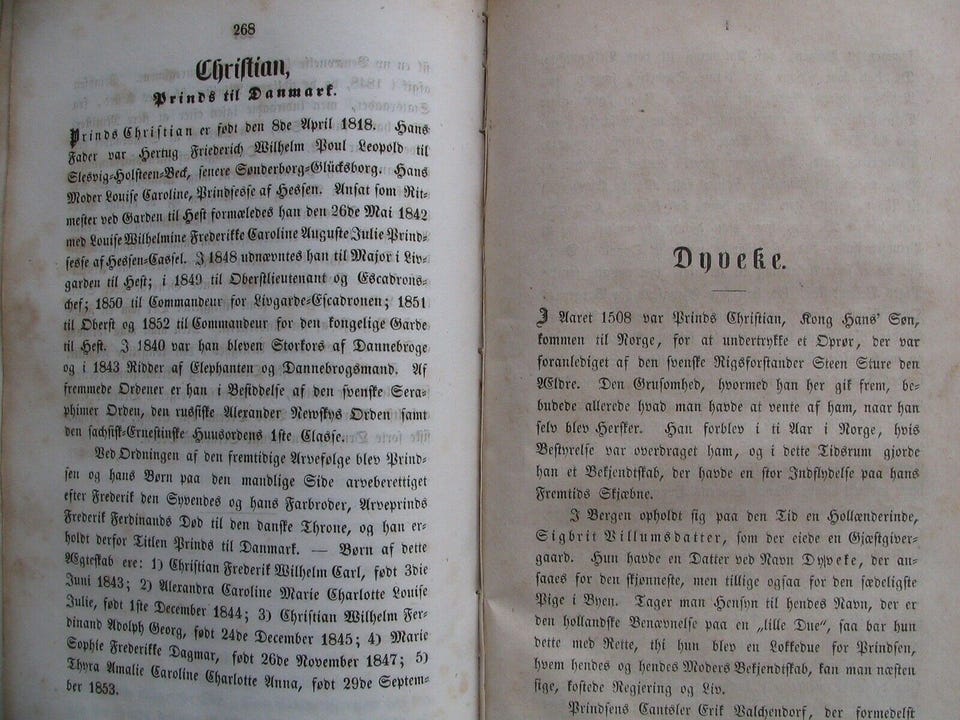 268
Christian,
Prinds til Danmark.
Prinds Christian er født den 8de April 1818. Hans
Fader var Hertug Friederich Wilhelm Poul Leopold til
Slesvig-Holsteen-Beck, senere Sønderborg-Glücksborg. Hans
Moder Louise Caroline, Prindsesse af Hessen. Ansat som Rit-
mester ved Garden til Hest formæledes han den 26de Mai 1842
med Louise Wilhelmine Frederikke Caroline Auguste Julie Prind-
sesse af Hessen-Cassel. I 1848 udnævntes han til Major i Liv-
garden til Hest; i 1849 til Oberstlieutenant og Escadrons-
chef; 1850 til Commandeur for Livgarde-Escadronen; 1851
til Oberst og 1852 til Commandeur for den kongelige Garde
til Hest. I 1840 var han bleven Storkors af Dannebroge
og i 1843 Ridder af Elephanten og Dannebrogsmand. Af
fremmede Ordener er han i Besiddelse af den svenske Sera-
phimer Orden, den russiske Alexander Newskys Orden samt
den sachsisk-Ernestinske Huusordens 1ste Classe.
Ved Ordningen af den fremtidige Arvefølge blev Prind-
sen og hans Børn paa den mandlige Side arveberettiget
efter Frederik den Syvendes og hans Farbroder, Arveprinds
Frederik Ferdinands Død til den danske Throne, og han er-
holdt derfor Titlen Prinds til Danmark. — Børn af dette
Ægteskab ere: 1) Christian Frederik Wilhelm Carl, født 3die
Juni 1843; 2) Alexandra Caroline Marie Charlotte Louise
Julie, født 1ste December 1844; 3) Christian Wilhelm Fer-
dinand Adolph Georg, født 24de December 1845; 4) Marie
Sophie Frederikke Dagmar, født 26de November 1847; 5)
Thyra Amalie Caroline Charlotte Anna, født 29de Septem-
ber 1853.
Dyveke.
I Aaret 1508 var Prinds Christian, Kong Hans' Søn,
kommen til Norge, for at undertrykke et Oprør, der var
foranlediget af den svenske Rigsforstander Steen Sture den
Ældre. Den Grusomhed, hvormed han her gik frem, be-
budede allerede hvad man havde at vente af ham, naar han
selv blev Hersker. Han forblev i ti Aar i Norge, hvis
Bestyrelse var overdraget ham, og i dette Tidsrum gjorde
han et Bekjendtskab, der havde en stor Indflydelse paa hans
Fremtids Skjæbne.
I Bergen opholdt sig paa den Tid en Hollænderinde,
Sigbrit Villumsdatter, som der eiede en Gjæstgiver-
gaard. Hun havde en Datter ved Navn Dyveke, der an-
saaes for den skjønneste, men tillige ogsaa for den sædeligste
Pige i Byen. Tager man Hensyn til hendes Navn, der er
den hollandske Benævnelse paa en „lille Due“, saa bar hun
dette med Rette, thi hun blev en Lokkedue for Prindsen,
hvem hendes og hendes Moders Bekjendtskab, kan man næsten
sige, kostede Regjering og Liv.
Prindsens Cantsler Erik Valchendorf, der formedelst